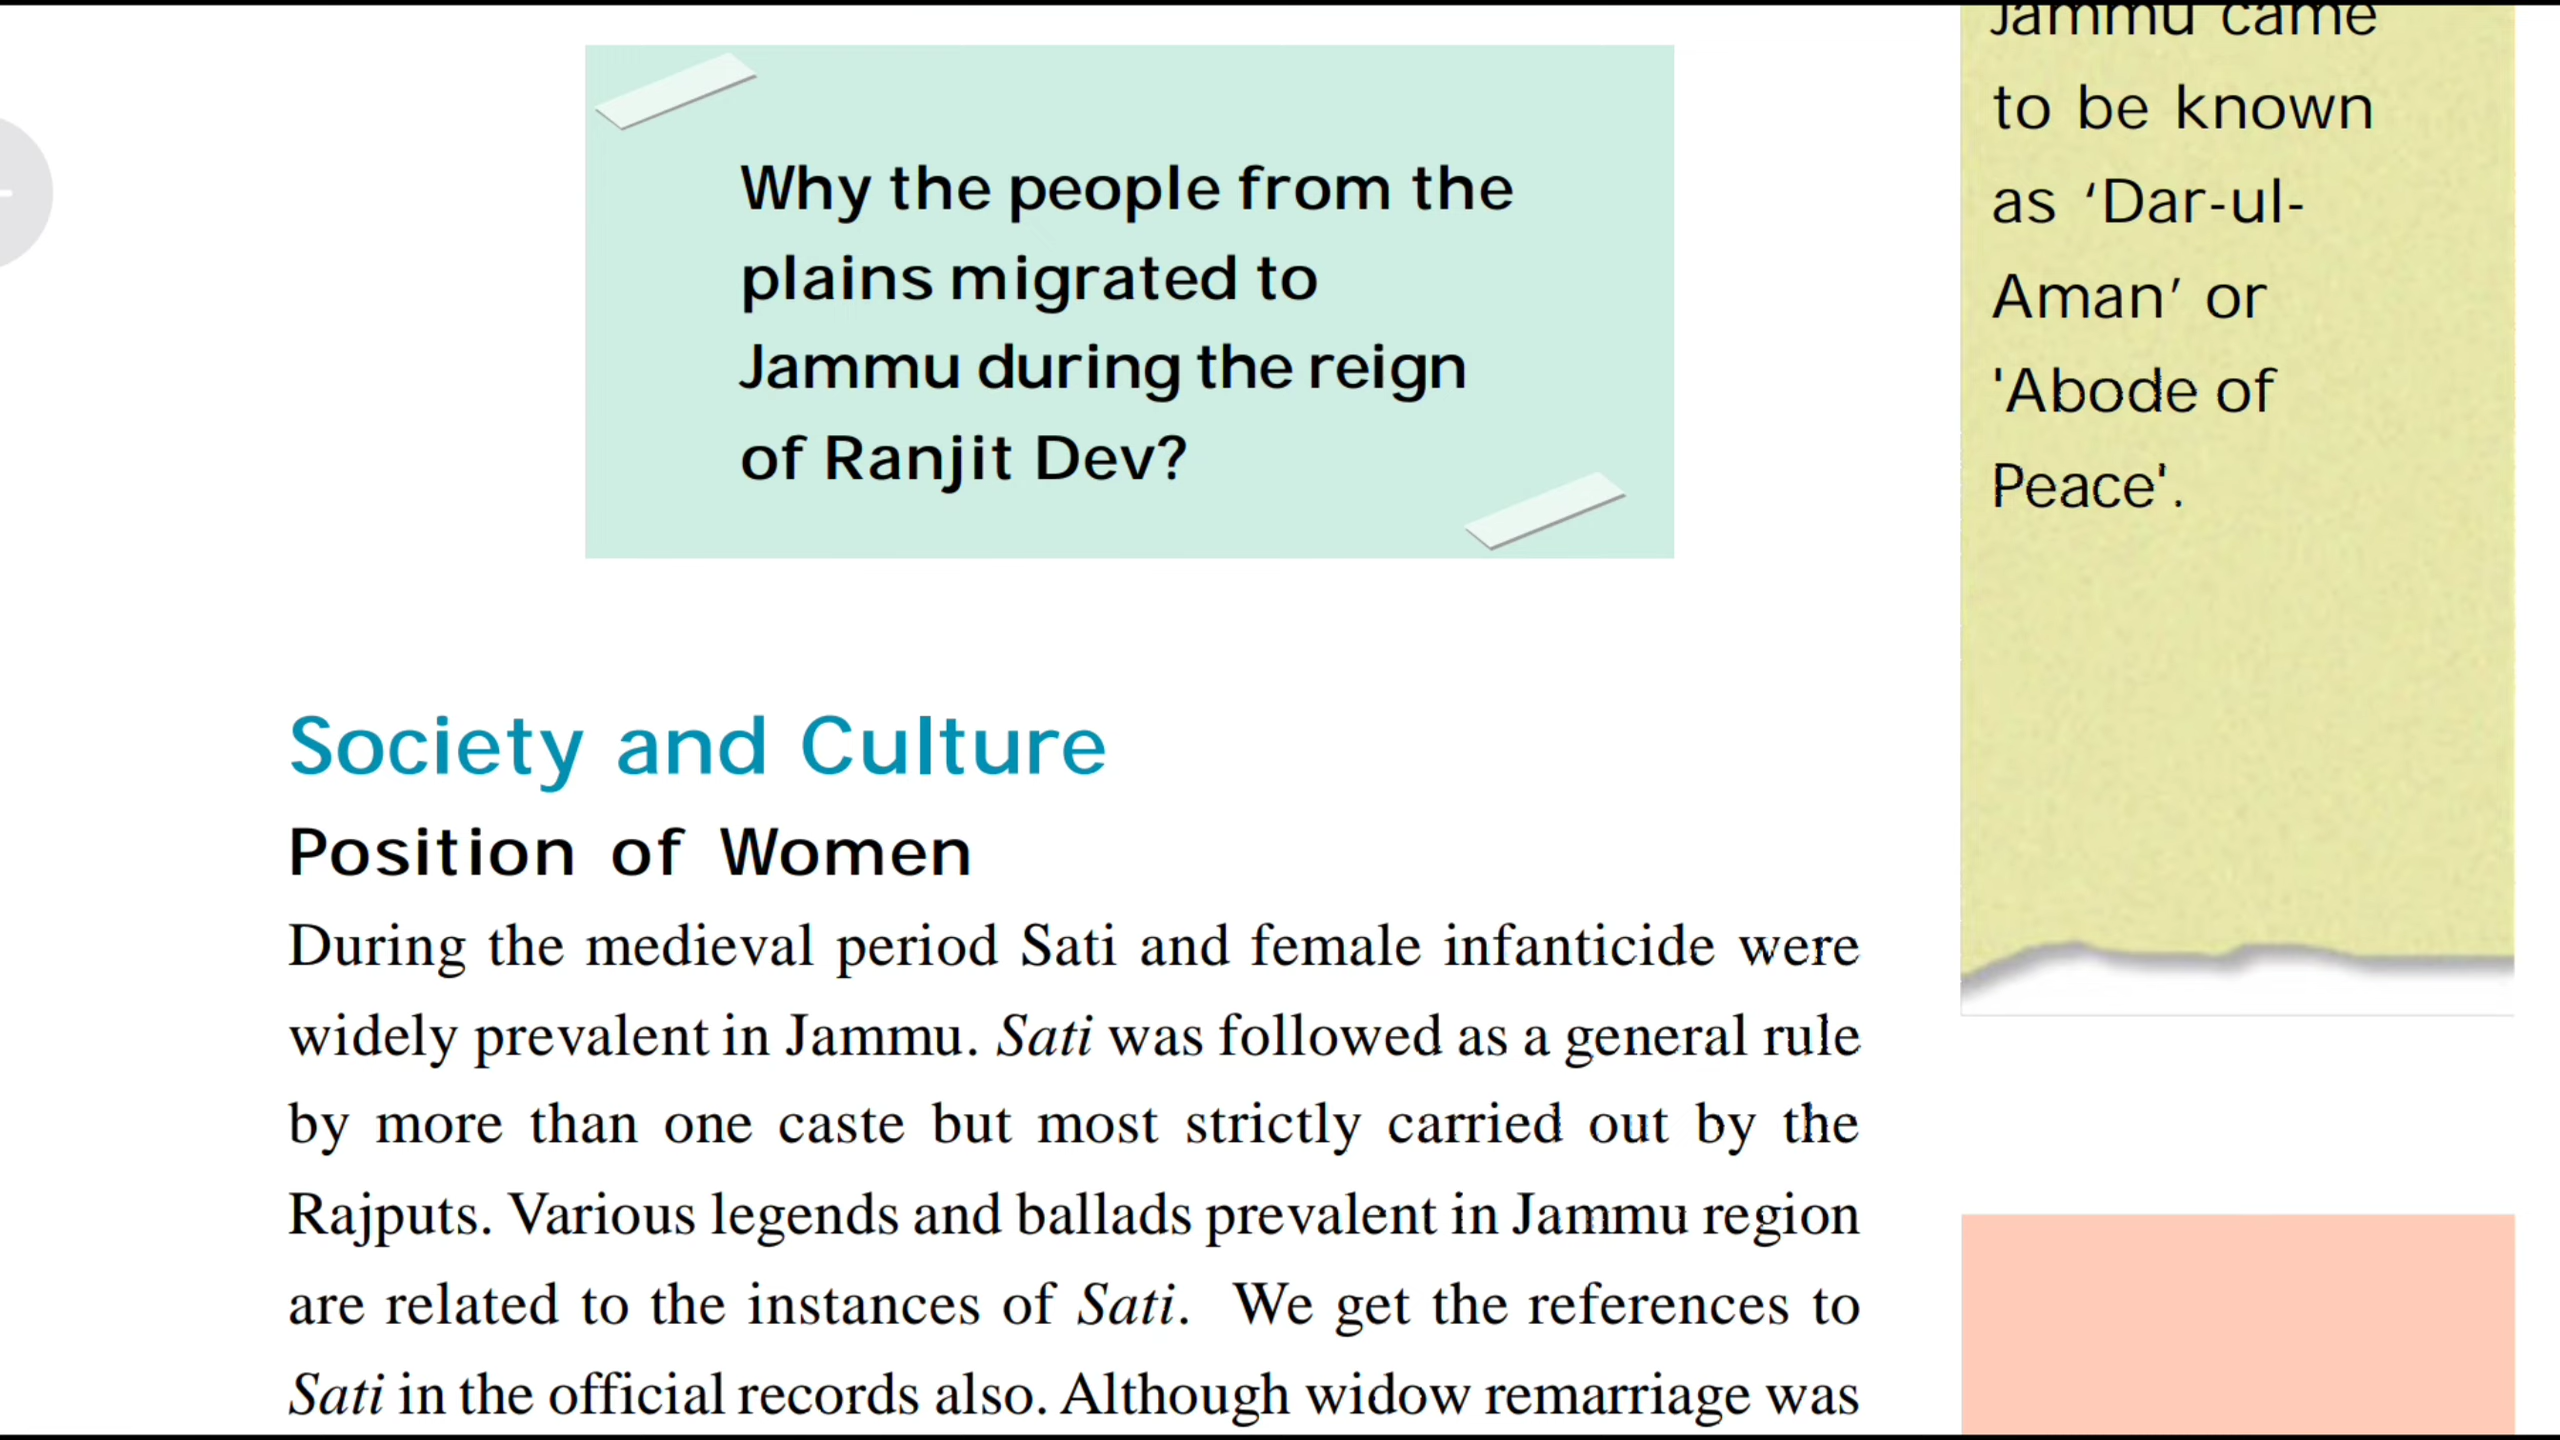 Why the people from the
plains migrated to
Jammu during the reign
of Ranjit Dev?
Society and Culture
Position of Women
During the medieval period Sati and female infanticide were
widely prevalent in Jammu. Sati was followed as a general rule
by more than one caste but most strictly carried out by the
Rajputs. Various legends and ballads prevalent in Jammu region
are related to the instances of Sati. We get the references to
Sati in the official records also. Although widow remarriage was
Jammu came
to be known
as ‘Dar-ul-
Aman’ or
'Abode of
Peace'.